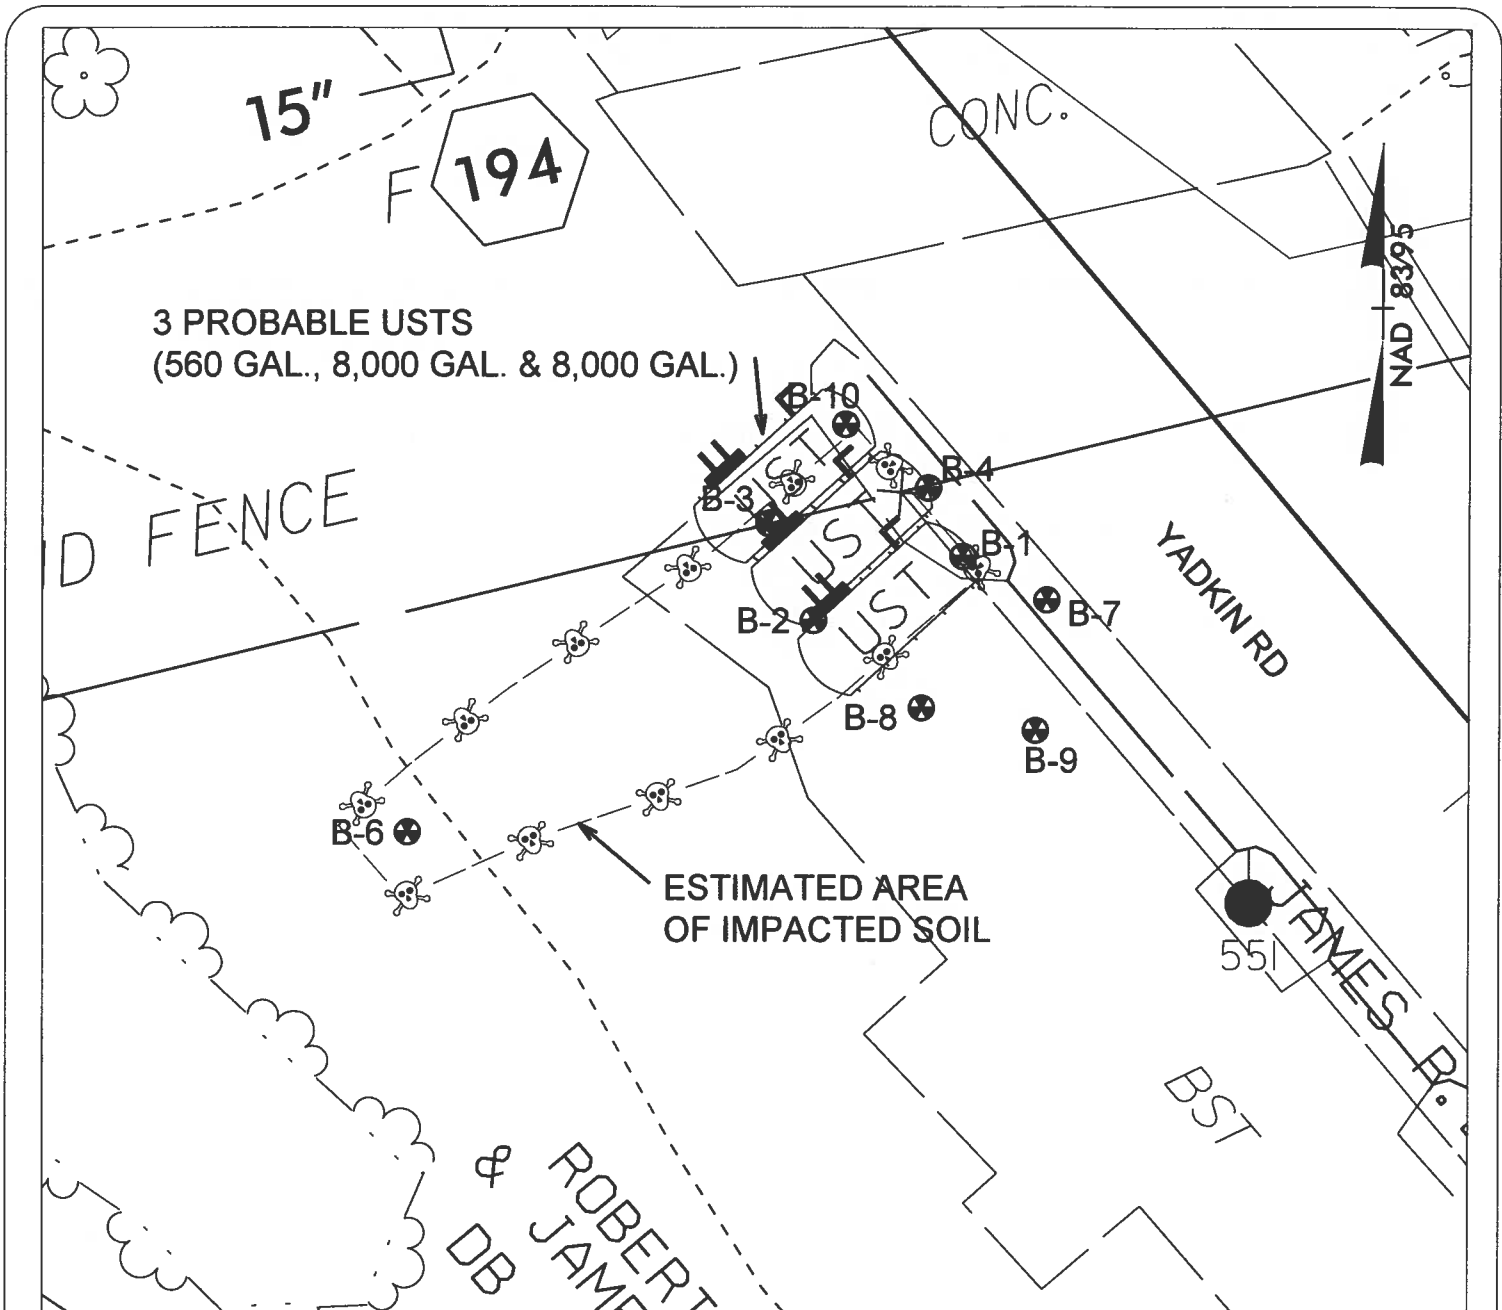 15"
CONC.
F
194
NAD 83/95
3 PROBABLE USTS
(560 GAL., 8,000 GAL. & 8,000 GAL.)
B-10
B-4
B-3
UST
UST
UST
B-1
B-7
B-2
B-8
B-9
B-6
D FENCE
YADKIN RD
ESTIMATED AREA
OF IMPACTED SOIL
551
JAMES R.
BST
& ROBERT
JAME
DB